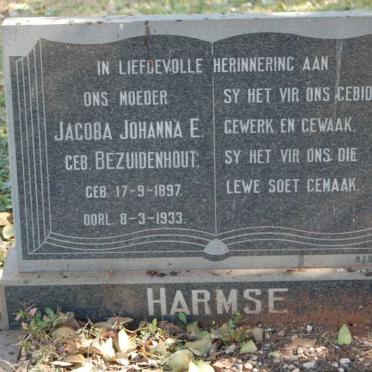 IN LIEFDEVOLLE HERINNERING AAN
ONS MOEDER
JACOBA JOHANNA E.
GEB. BEZUIDENHOUT.
GEB. 17-9-1897.
OORL. 8-3-1933.
SY HET VIR ONS GEBID
GEWERK EN GEWAAK.
SY HET VIR ONS DIE
LEWE SOET GEMAAK.
HARMSE